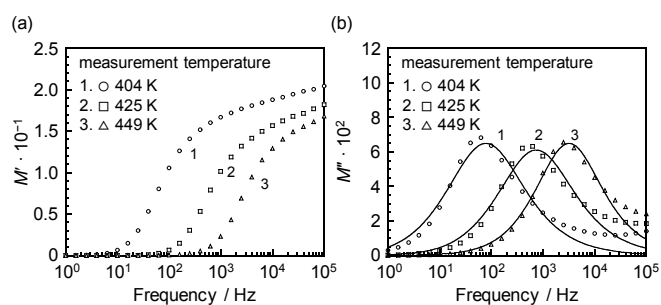 (a)
2.5
2.0
1.5
1.0
0.5
0.0
M' · 10⁻¹
measurement temperature
1. ○ 404 K
2. □ 425 K
3. △ 449 K
1
2
3
10⁰ 10¹ 10² 10³ 10⁴ 10⁵
Frequency / Hz
(b)
12
10
8
6
4
2
0
M'' · 10²
measurement temperature
1. ○ 404 K
2. □ 425 K
3. △ 449 K
1
2
3
10⁰ 10¹ 10² 10³ 10⁴ 10⁵
Frequency / Hz